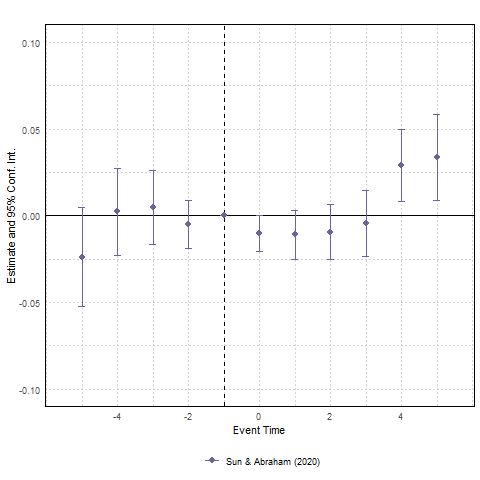 0.10
0.05
0.00
-0.05
-0.10
Estimate and 95% Conf. Int.
-4 -2 0 2 4
Event Time
Sun & Abraham (2020)